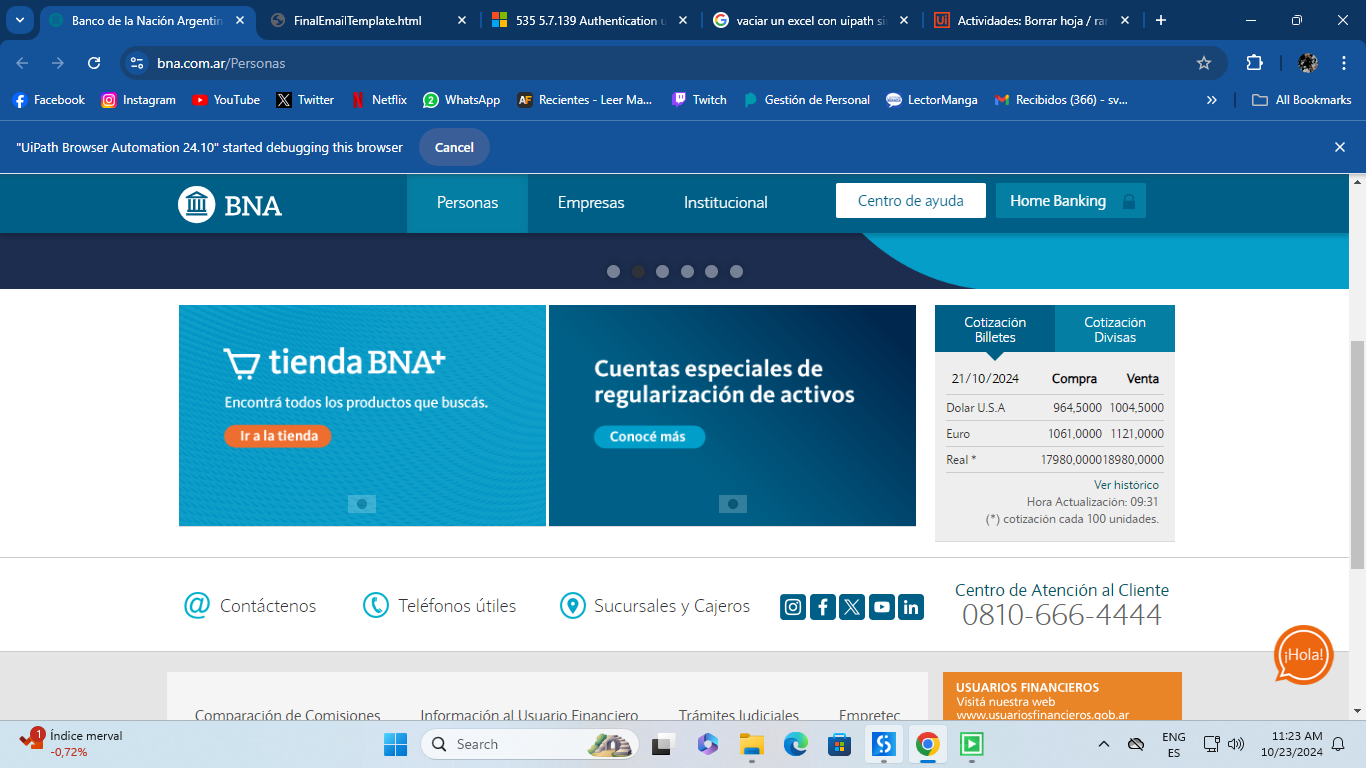 Banco de la Nación Argentin
FinalEmailTemplate.html
535 5.7.139 Authentication u
vaciar un excel con uipath si
Ui
Actividades: Borrar hoja / ran
bna.com.ar/Personas
Facebook
Instagram
YouTube
Twitter
Netflix
2
WhatsApp
AF
Recientes - Leer Ma...
Twitch
Gestión de Personal
LectorManga
Recibidos (366) - sv...
»
All Bookmarks
"UiPath Browser Automation 24.10" started debugging this browser
Cancel
BNA
Personas
Empresas
Institucional
Centro de ayuda
Home Banking
tienda BNA+
Encontrá todos los productos que buscás.
Ir a la tienda
Cuentas especiales de
regularización de activos
Conocé más
Cotización
Billetes
Cotización
Divisas
21/10/2024 Compra Venta
Dolar U.S.A 964,5000 1004,5000
Euro 1061,0000 1121,0000
Real * 17980,0000 18980,0000
Ver histórico
Hora Actualización: 09:31
(*) cotización cada 100 unidades.
@ Contáctenos
Teléfonos útiles
Sucursales y Cajeros
Centro de Atención al Cliente
0810-666-4444
¡Hola!
Comparación de Comisiones
Información al Usuario Financiero
Trámites Judiciales
Empretec
USUARIOS FINANCIEROS
Visitá nuestra web
www.usuariosfinancieros.gob.ar
1
Índice merval
-0,72%
Search
ENG
ES
11:23 AM
10/23/2024